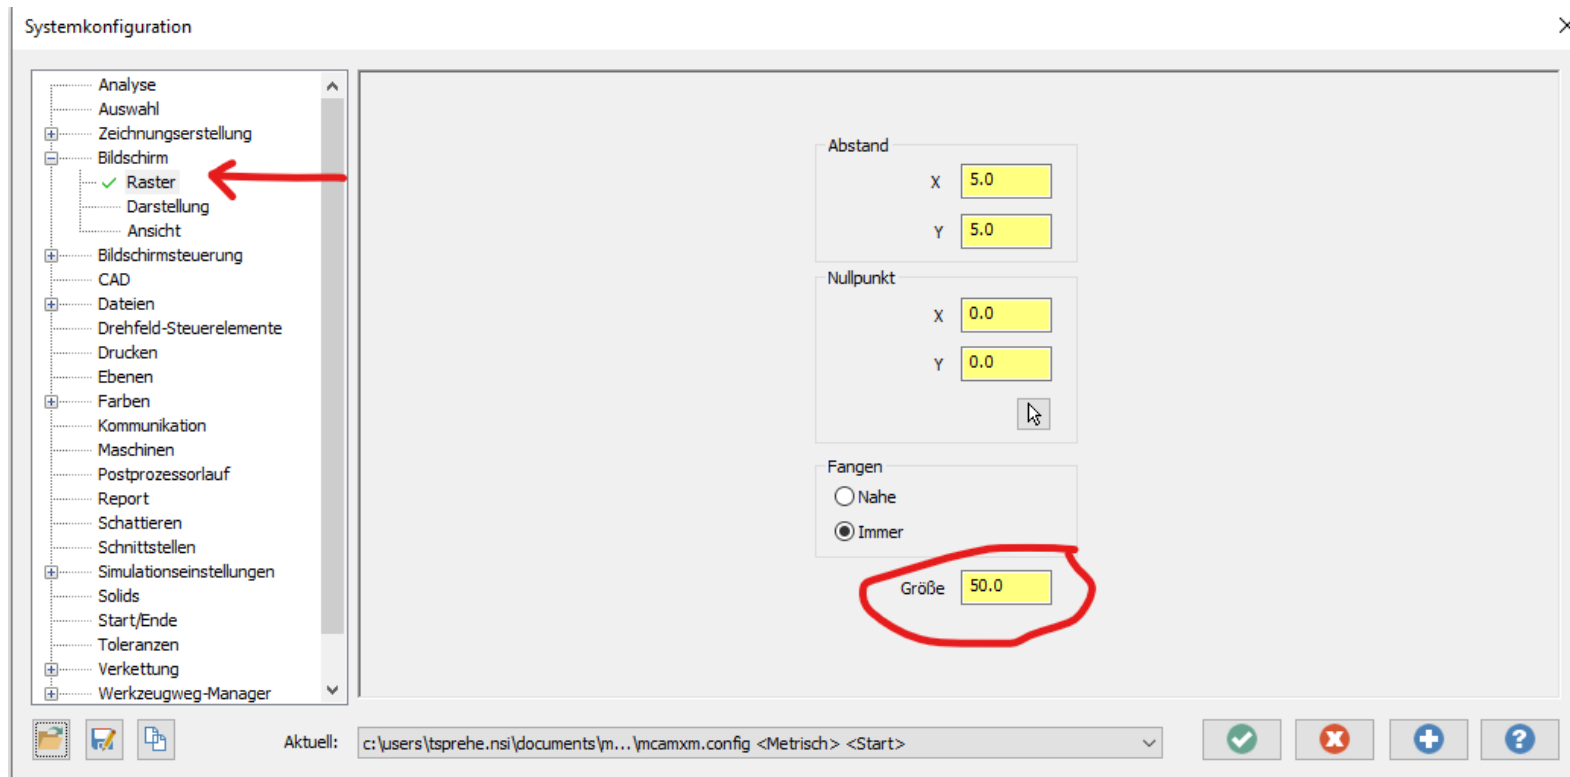 Systemkonfiguration
Analyse
Auswahl
Zeichnungserstellung
Bildschirm
Raster
Darstellung
Ansicht
Bildschirmsteuerung
CAD
Dateien
Drehfeld-Steuerelemente
Drucken
Ebenen
Farben
Kommunikation
Maschinen
Postprozessorlauf
Report
Schattieren
Schnittstellen
Simulationseinstellungen
Solids
Start/Ende
Toleranzen
Verkettung
Werkzeugweg-Manager
Abstand
X 5.0
Y 5.0
Nullpunkt
X 0.0
Y 0.0
Fangen
Nahe
Immer
Größe 50.0
Aktuell: c:\users\tsprehe.nsi\documents\m...\mcamxm.config <Metrisch> <Start>